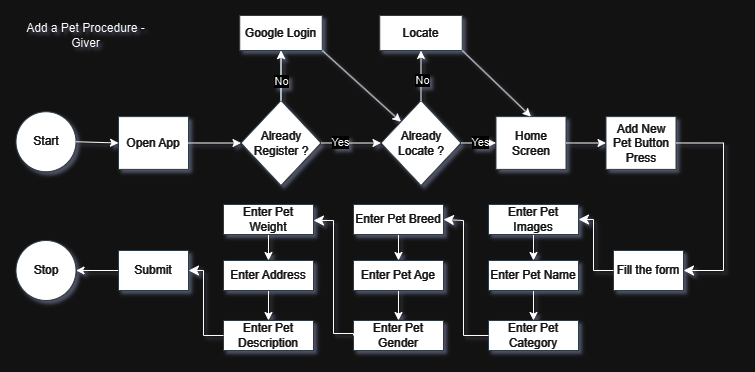 Add a Pet Procedure -
Giver
Google Login
Locate
No
No
Start
Open App
Already
Register ?
Yes
Already
Locate ?
Yes
Home
Screen
Add New
Pet Button
Press
Enter Pet
Weight
Enter Pet Breed
Enter Pet
Images
Stop
Submit
Enter Address
Enter Pet Age
Enter Pet Name
Fill the form
Enter Pet
Description
Enter Pet
Gender
Enter Pet
Category